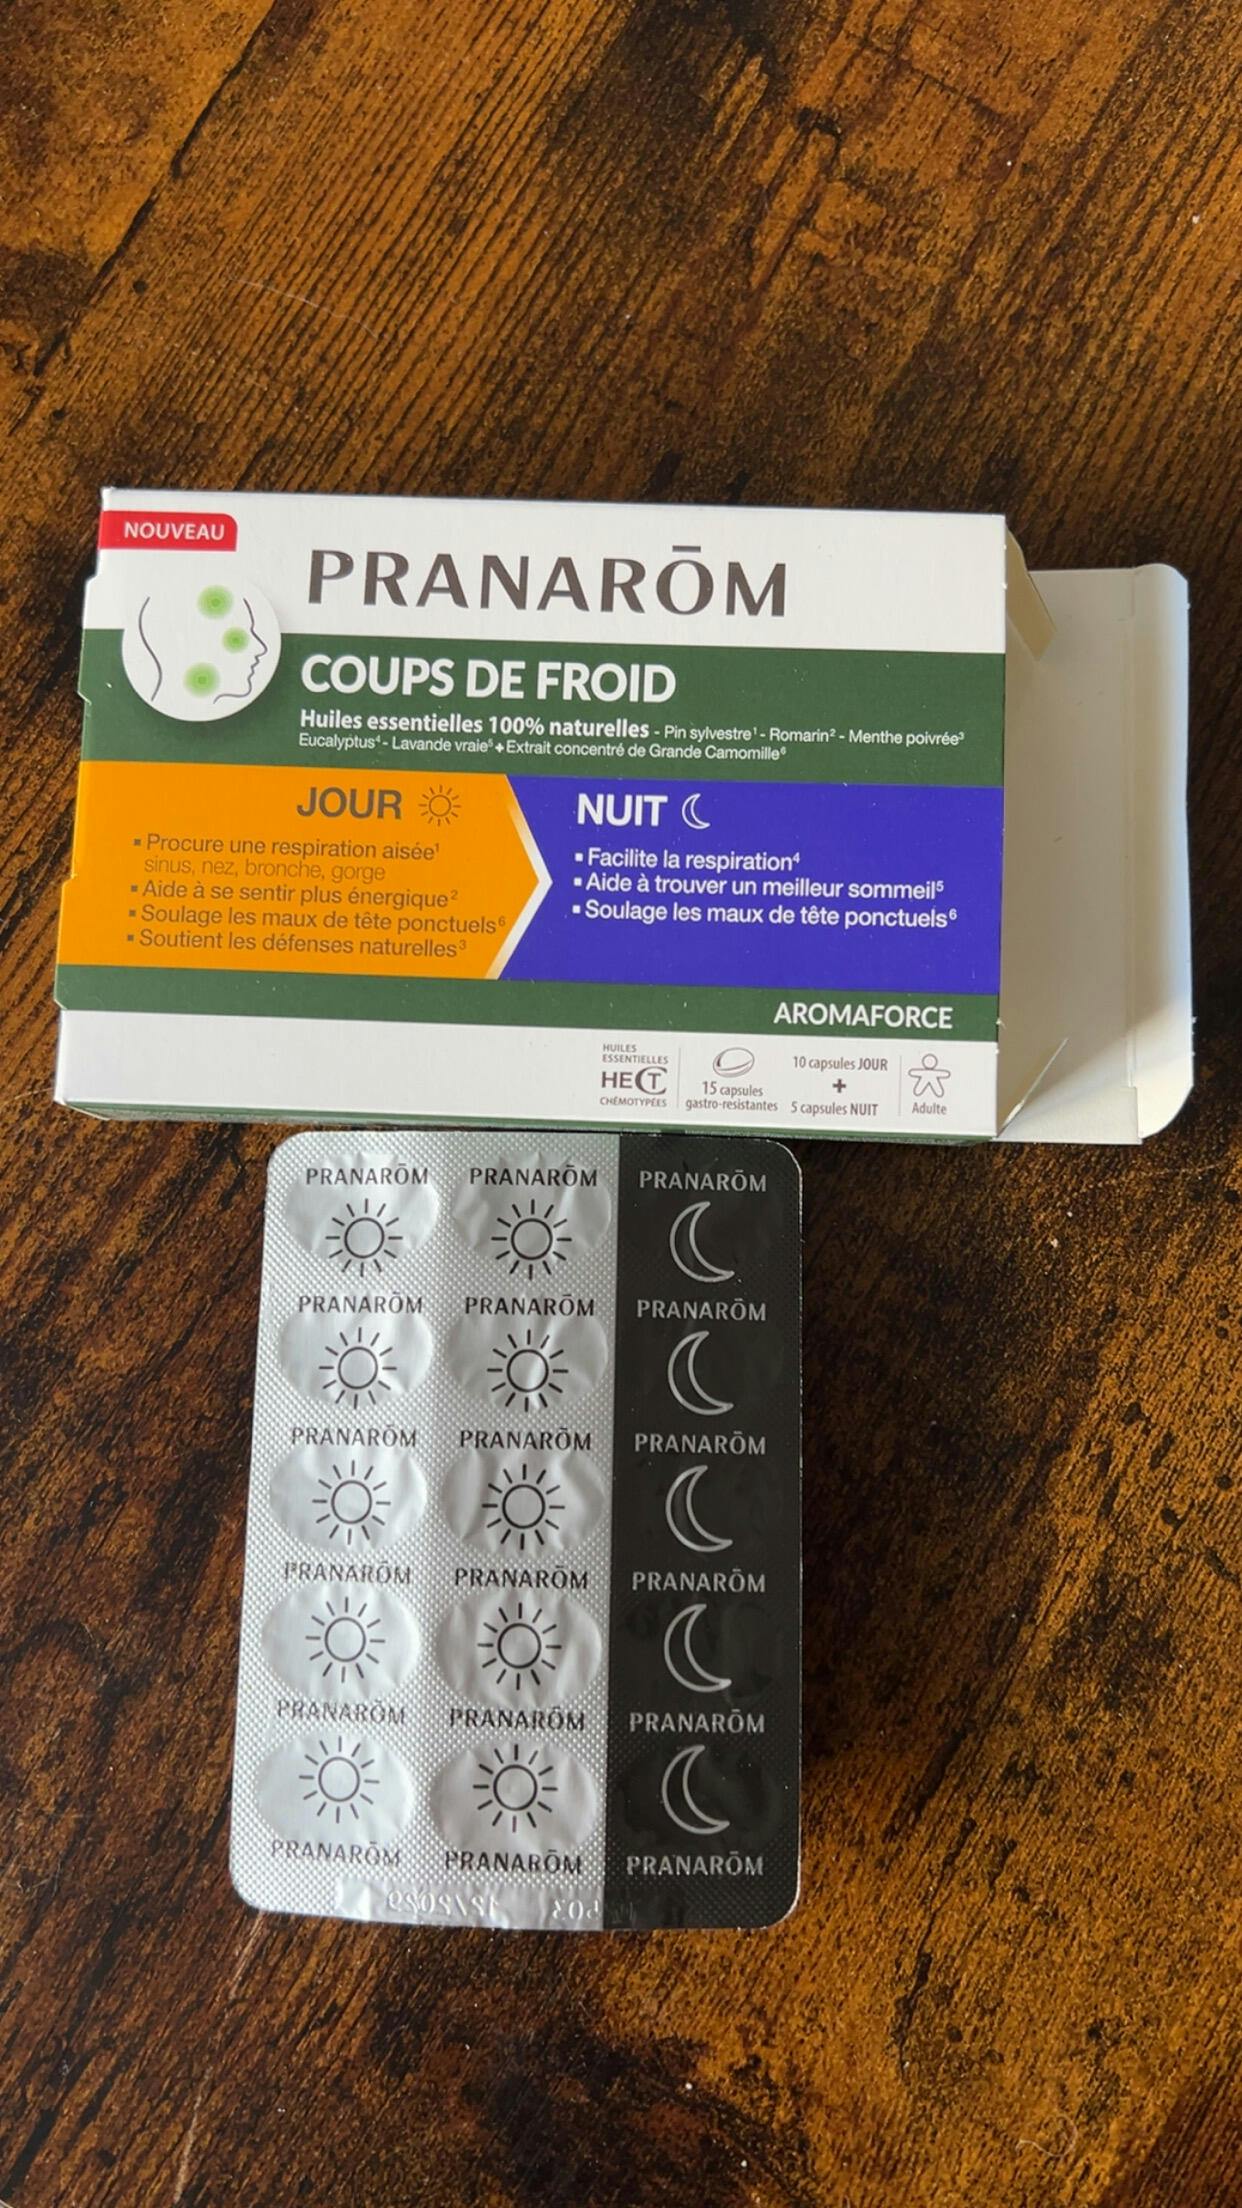 NOUVEAU
PRANARŌM
COUPS DE FROID
Huiles essentielles 100% naturelles - Pin sylvestre¹ - Romarin² - Menthe poivrée³
Eucalyptus⁴ - Lavande vraie⁵ + Extrait concentré de Grande Camomille⁶
JOUR
▪ Procure une respiration aisée¹
sinus, nez, bronche, gorge
▪ Aide à se sentir plus énergique²
▪ Soulage les maux de tête ponctuels⁶
▪ Soutient les défenses naturelles³
NUIT
▪ Facilite la respiration⁴
▪ Aide à trouver un meilleur sommeil⁵
▪ Soulage les maux de tête ponctuels⁶
AROMAFORCE
HUILES
ESSENTIELLES
HECT
CHÉMOTYPÉES
15 capsules
gastro-resistantes
10 capsules JOUR
+
5 capsules NUIT
Adulte
PRANARŌM PRANARŌM PRANARŌM
PRANARŌM PRANARŌM PRANARŌM
PRANARŌM PRANARŌM PRANARŌM
PRANARŌM PRANARŌM PRANARŌM
PRANARŌM PRANARŌM PRANARŌM
PRANARŌM PRANARŌM PRANARŌM